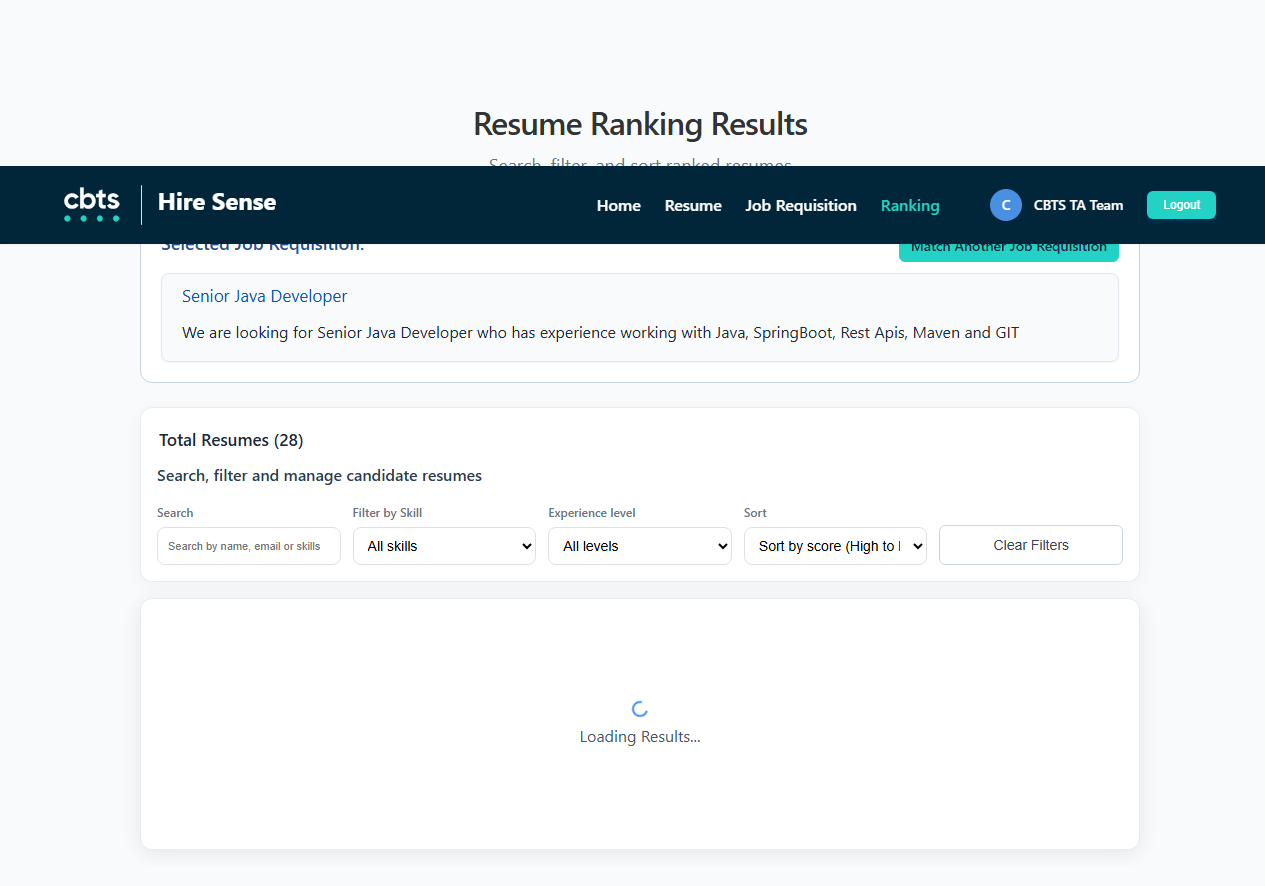 Resume Ranking Results
Search, filter, and sort ranked resumes
cbts
Hire Sense
Home
Resume
Job Requisition
Ranking
C
CBTS TA Team
Logout
Selected Job Requisition:
Match Another Job Requisition
Senior Java Developer
We are looking for Senior Java Developer who has experience working with Java, SpringBoot, Rest Apis, Maven and GIT
Total Resumes (28)
Search, filter and manage candidate resumes
Search
Filter by Skill
Experience level
Sort
Search by name, email or skills
All skills
All levels
Sort by score (High to
Clear Filters
Loading Results...